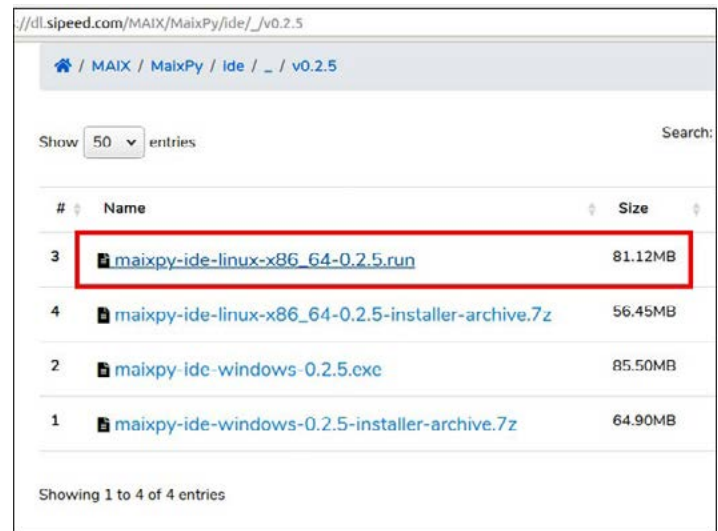 ://dl.sipeed.com/MAIX/MaixPy/ide/_/v0.2.5
/ MAIX / MaixPy / ide / _ / v0.2.5
Show 50 entries Search:
# Name Size
3 maixpy-ide-linux-x86_64-0.2.5.run 81.12MB
4 maixpy-ide-linux-x86_64-0.2.5-installer-archive.7z 56.45MB
2 maixpy-ide-windows-0.2.5.exe 85.50MB
1 maixpy-ide-windows-0.2.5-installer-archive.7z 64.90MB
Showing 1 to 4 of 4 entries